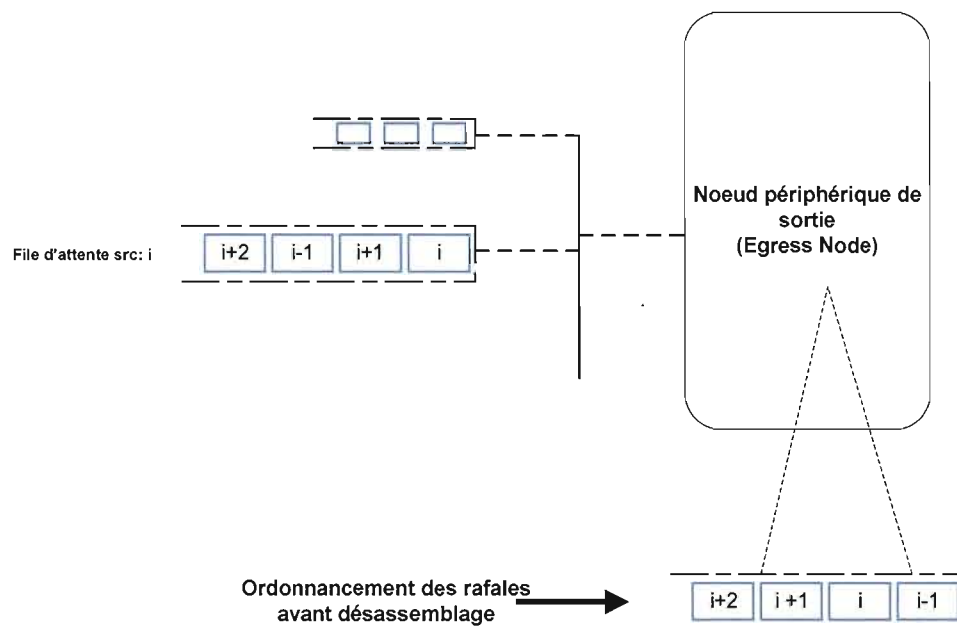 Noeud périphérique de
sortie
(Egress Node)
File d'attente src: i
i+2 i-1 i+1 i
Ordonnancement des rafales
avant désassemblage
i+2 i +1 i i-1